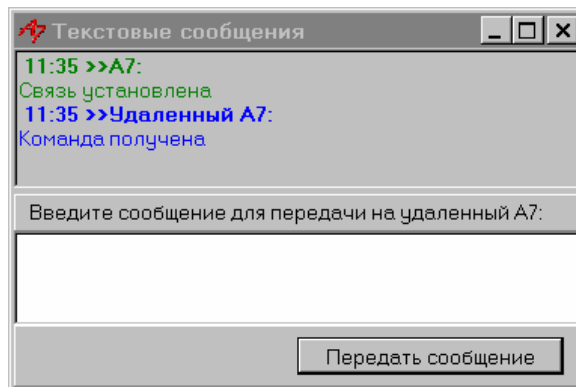 A7 Текстовые сообщения
11:35 >>A7:
Связь установлена
11:35 >>Удаленный A7:
Команда получена
Введите сообщение для передачи на удаленный A7:
Передать сообщение